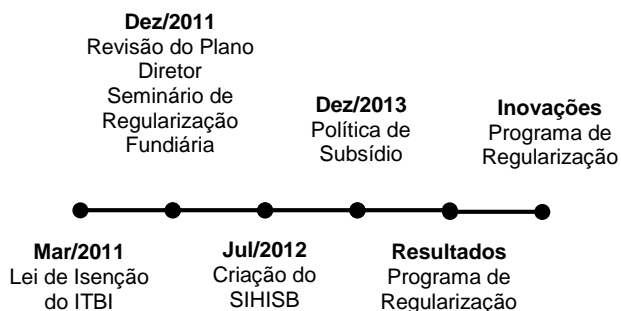 Dez/2011
Revisão do Plano
Diretor
Seminário de
Regularização
Fundiária
Dez/2013
Política de
Subsídio
Inovações
Programa de
Regularização
Mar/2011
Lei de Isenção
do ITBI
Jul/2012
Criação do
SIHISB
Resultados
Programa de
Regularização